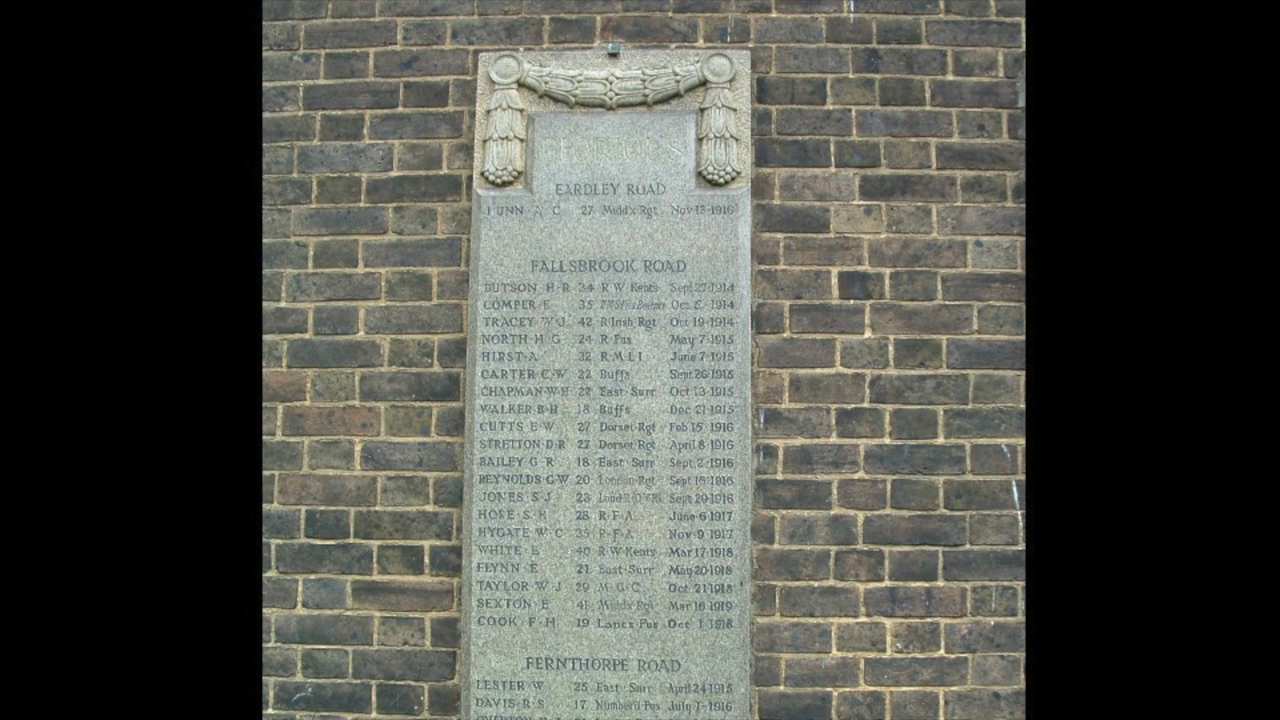 EARDLEY ROAD
A C 27 Midd'x Rgt Nov 13 1916
FALLSBROOK ROAD
BUTSON H·R 34 R W Kents Sept 27 1914
COMPER E 35 Oct 1914
TRACEY W·J 42 R Irish Rgt Oct 19 1914
NORTH H G 24 R Fus May 7 1915
HIRST A 32 R M L I June 7 1915
CARTER C·W 22 Buffs Sept 26 1915
CHAPMAN W H 22 East Surr Oct 13 1915
WALKER B·H 18 Buffs Dec 21 1915
CUTTS E·W 27 Dorset Rgt Feb 15 1916
STRETTON D·R 27 Dorset Rgt April 8 1916
BAILEY G R 18 East Surr Sept 2 1916
REYNOLDS G·W 20 London Rgt Sept 16 1916
JONES S J 23 Sept 29 1916
HOPE S·H 28 R·F·A June 6 1917
HYGATE W·C 35 R·F·A Nov 9 1917
WHITE E 40 R W Kents Mar 17 1918
FLYNN E 21 East Surr May 20 1918
TAYLOR W J 29 M·G·C Oct 21 1918
SEXTON E 41 Midd'x Rgt Mar 16 1919
COOK F·H 19 Lancs Fus Oct 1 1918
FERNTHORPE ROAD
LESTER W 25 East Surr April 24 1915
DAVIS R·S 17 Fus July 1 1916